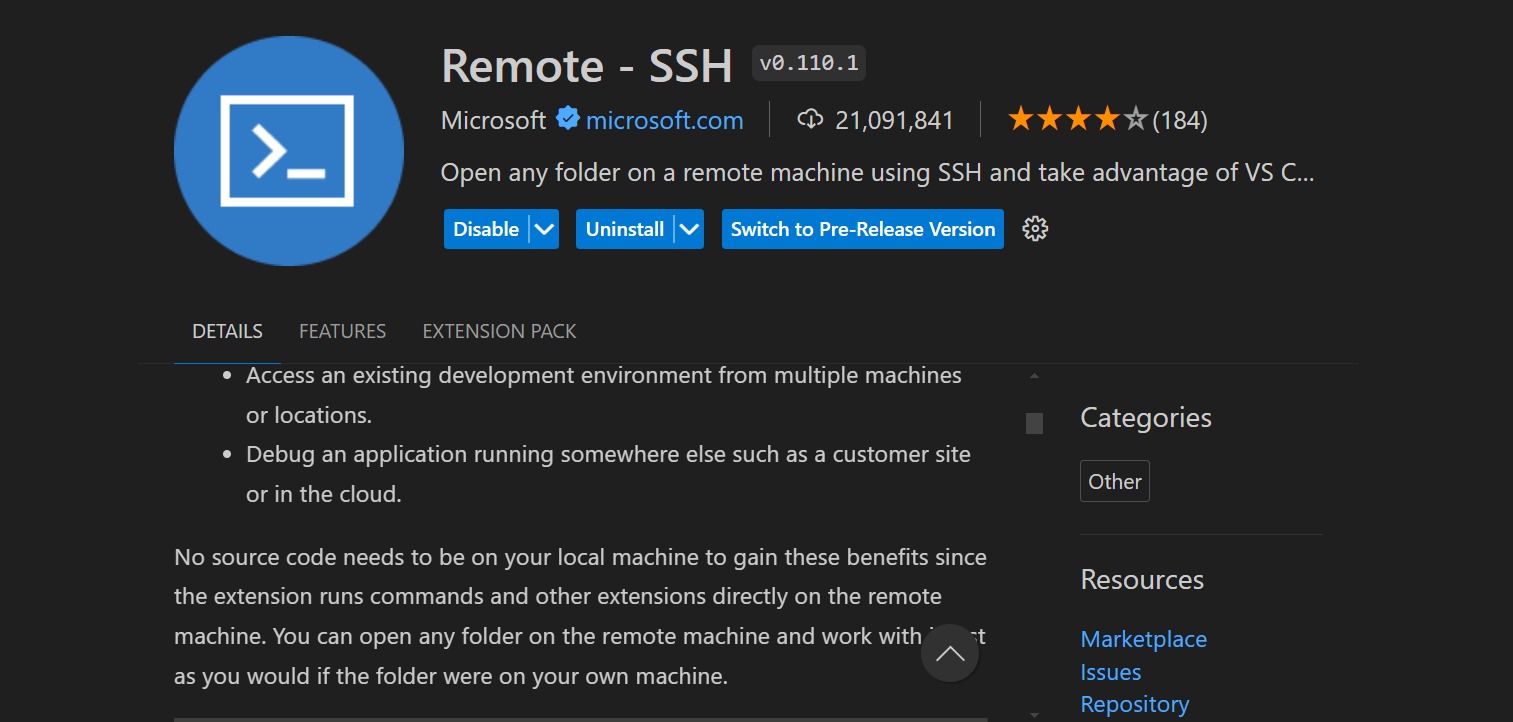 Remote - SSH v0.110.1
Microsoft microsoft.com 21,091,841 (184)
Open any folder on a remote machine using SSH and take advantage of VS C...
Disable Uninstall Switch to Pre-Release Version
DETAILS FEATURES EXTENSION PACK
Access an existing development environment from multiple machines
or locations.
Debug an application running somewhere else such as a customer site
or in the cloud.
No source code needs to be on your local machine to gain these benefits since
the extension runs commands and other extensions directly on the remote
machine. You can open any folder on the remote machine and work with
as you would if the folder were on your own machine.
Categories
Other
Resources
Marketplace
Issues
Repository